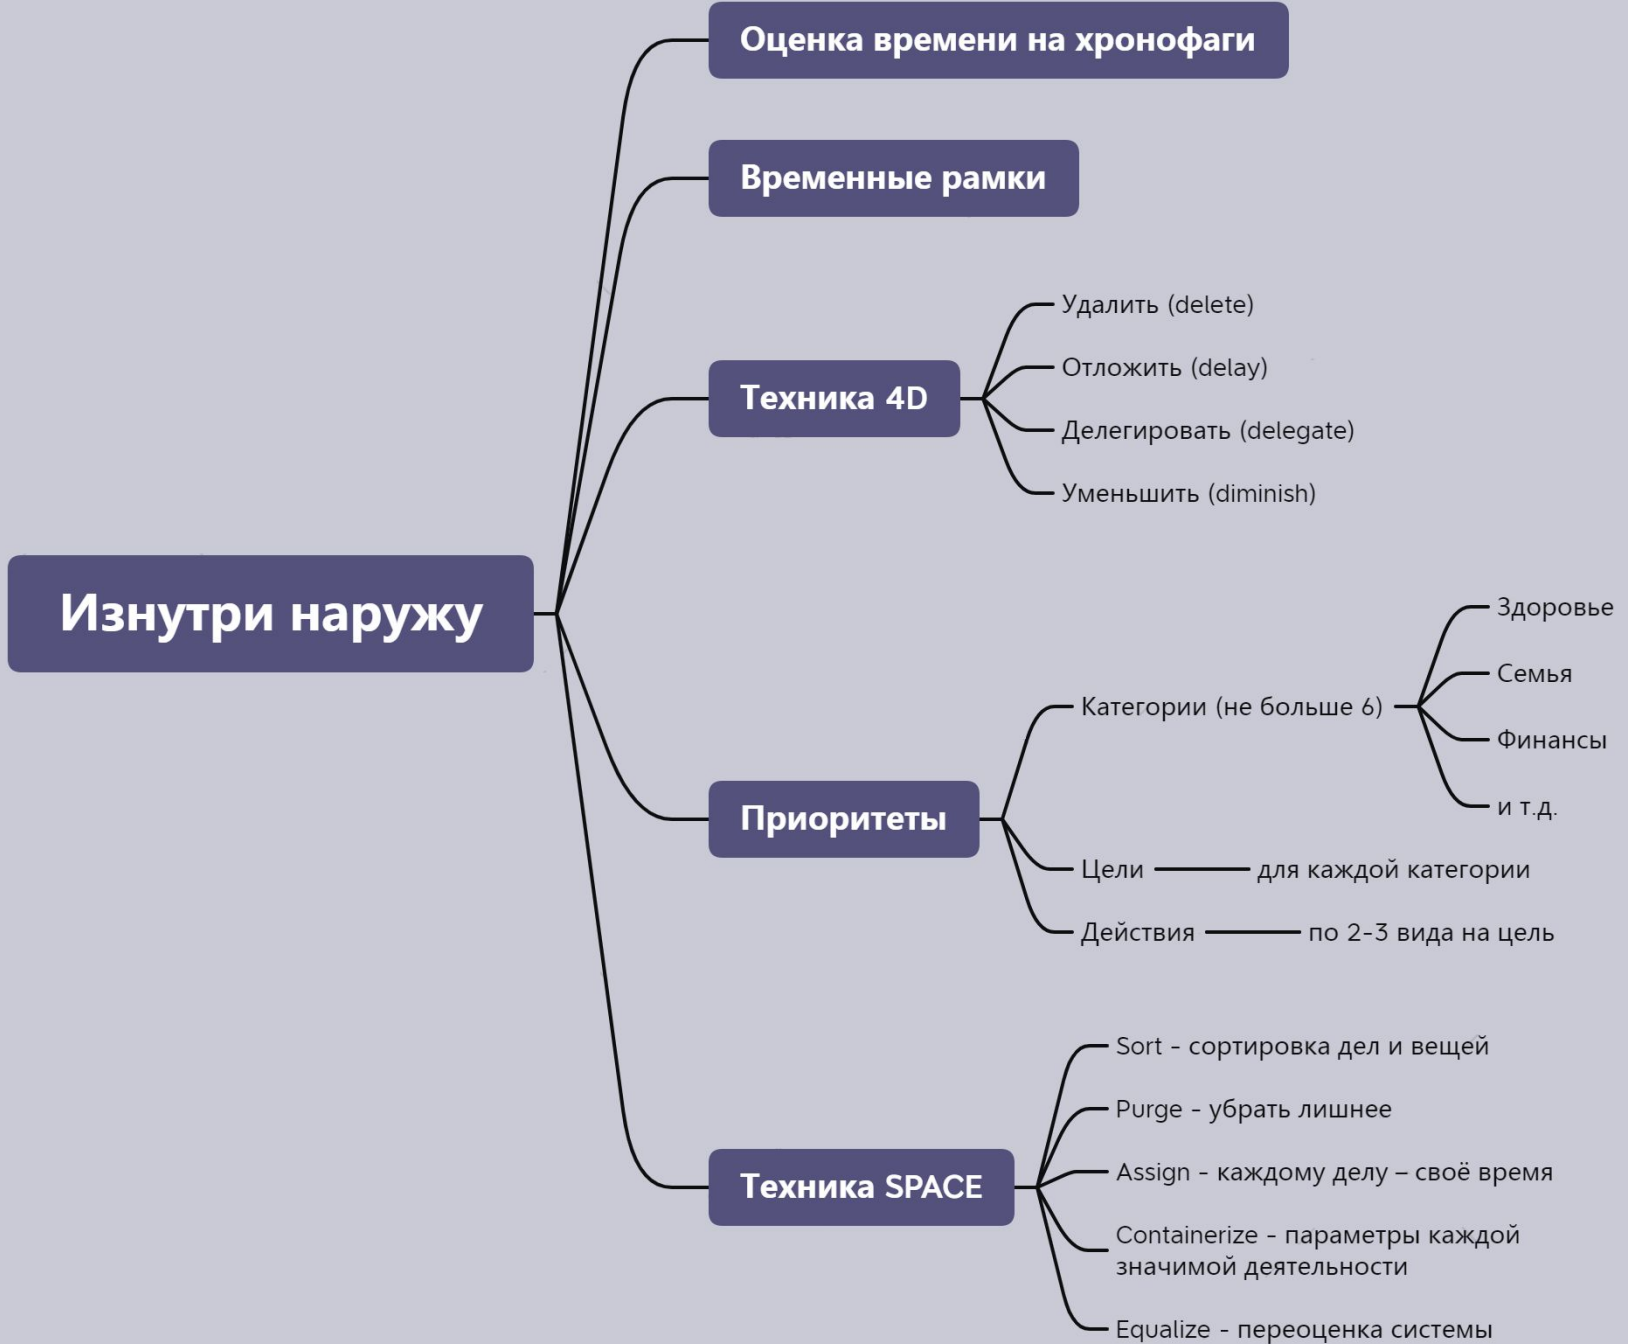 Оценка времени на хронофаги
Временные рамки
Удалить (delete)
Отложить (delay)
Техника 4D
Делегировать (delegate)
Уменьшить (diminish)
Изнутри наружу
Здоровье
Семья
Категории (не больше 6)
Финансы
и т.д.
Приоритеты
Цели
для каждой категории
Действия
по 2-3 вида на цель
Sort - сортировка дел и вещей
Purge - убрать лишнее
Техника SPACE
Assign - каждому делу – своё время
Containerize - параметры каждой
значимой деятельности
Equalize - переоценка системы